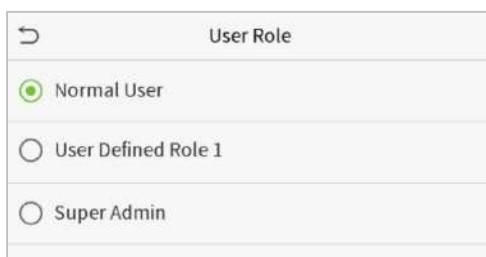 User Role
Normal User
User Defined Role 1
Super Admin